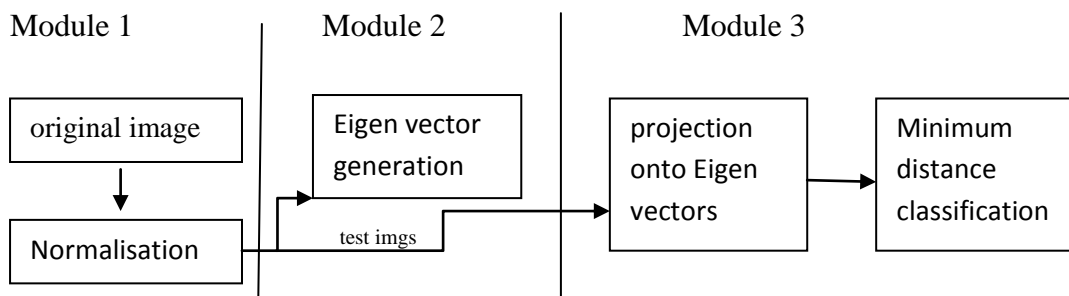 Module 1
Module 2
Module 3
original image
Normalisation
Eigen vector
generation
test imgs
projection
onto Eigen
vectors
Minimum
distance
classification